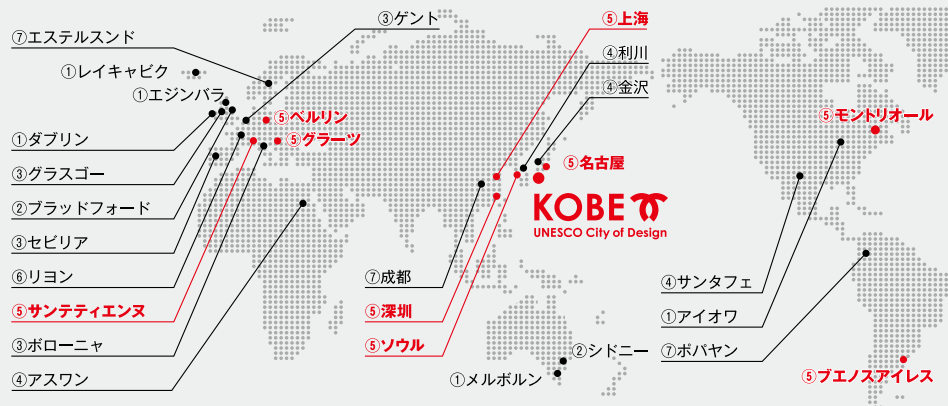 ⑦エステルスンド
①レイキャビク
①エジンバラ
①ダブリン
③グラスゴー
②ブラッドフォード
③セビリア
⑥リヨン
⑤サンテティエンヌ
③ボローニャ
④アスワン
③ゲント
⑤ベルリン
⑤グラーツ
⑤上海
④利川
④金沢
⑤名古屋
KOBE
UNESCO City of Design
⑦成都
⑤深圳
⑤ソウル
②シドニー
①メルボルン
⑤モントリオール
④サンタフェ
①アイオワ
⑦ポパヤン
⑤ブエノスアイレス